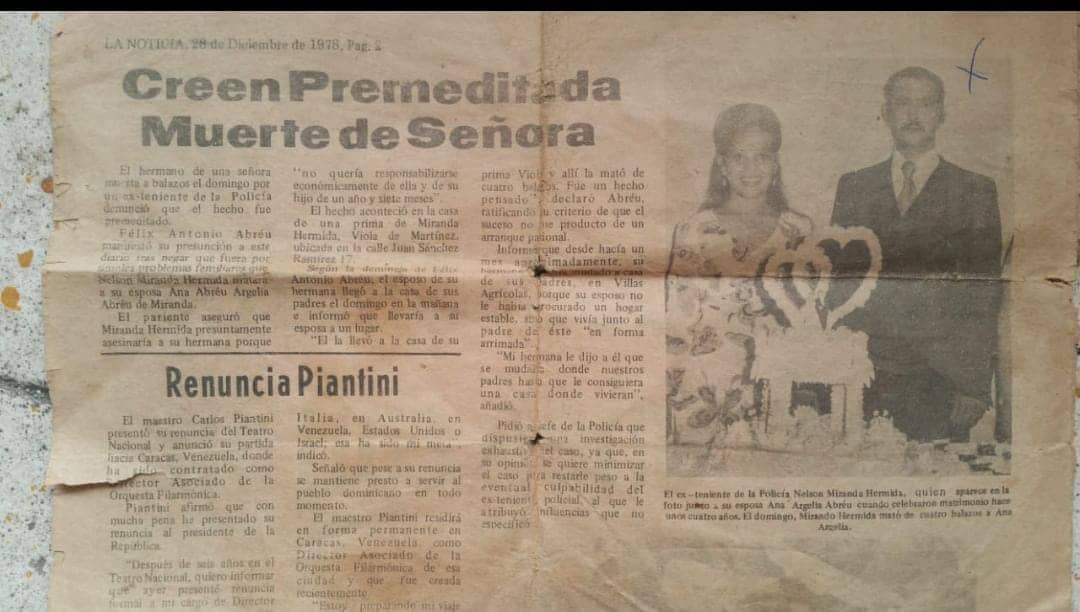 LA NOTICIA, 28 de Diciembre de 1978, Pag. 2
Creen Premeditada
Muerte de Señora
El hermano de una señora
muerta a balazos el domingo por
un ex-teniente de la Policía
denunció que el hecho fue
premeditado.
Félix Antonio Abréu
manifestó su presunción a este
diario tras negar que fuera por
simples problemas familiares que
Nelson Miranda Hermida matara
a su esposa Ana Abréu Argelia
Abréu de Miranda.
El pariente aseguró que
Miranda Hermida presuntamente
asesinaría a su hermana porque
"no quería responsabilizarse
económicamente de ella y de su
hijo de un año y siete meses".
El hecho aconteció en la casa
de una prima de Miranda
Hermida, Viola de Martínez,
ubicada en la calle Juan Sánchez
Ramírez 17.
Según la Félix
Antonio Abréu, el esposo de su
hermana llegó a la casa de sus
padres el domingo en la mañana
e informó que llevaría a su
esposa a un lugar.
"El la llevó a la casa de su
prima Viola y allí la mató de
cuatro balazos. Fue un hecho
pensado", declaró Abréu,
ratificando su criterio de que el
suceso no fue producto de un
arranque pasional.
Informó que desde hacía un
mes aproximadamente, su
hermana mudado a casa
de sus padres, en Villas
Agrícolas, porque su esposo no
le había procurado un hogar
estable, sino que vivía junto al
padre de éste "en forma
arrimada".
"Mi hermana le dijo a él que
se mudaba donde nuestros
padres hasta que le consiguiera
una casa donde vivieran",
añadió.
Pidió a jefe de la Policía que
dispusiera una investigación
exhaustiva del caso, ya que, en
su opinión se quiere minimizar
el caso para restarle peso a la
eventual culpabilidad del
ex-teniente policial, al que le
atribuyó influencias que no
especificó.
El ex-teniente de la Policía Nelson Miranda Hermida, quien aparece en la
foto junto a su esposa Ana Argelia Abréu cuando celebraron matrimonio hace
unos cuatro años. El domingo, Mirando Hermida mató de cuatro balazos a Ana
Argelia.
Renuncia Piantini
El maestro Carlos Piantini
presentó su renuncia del Teatro
Nacional y anunció su partida
hacia Caracas, Venezuela, donde
ha sido contratado como
Director Asociado de la
Orquesta Filarmónica.
Piantini afirmó que con
mucha pena ha presentado su
renuncia al presidente de la
República.
"Después de seis años en el
Teatro Nacional, quiero informar
que ayer presenté renuncia
formal a mi cargo de Director
Italia, en Australia, en
Venezuela, Estados Unidos o
Israel; esa ha sido mi meta",
indicó.
Señaló que pese a su renuncia
se mantiene presto a servir al
pueblo dominicano en todo
momento.
El maestro Piantini residirá
en forma permanente en
Caracas, Venezuela, como
Director Asociado de la
Orquesta Filarmónica de esa
ciudad y que fue creada
recientemente.
"Estoy preparando mi viaje